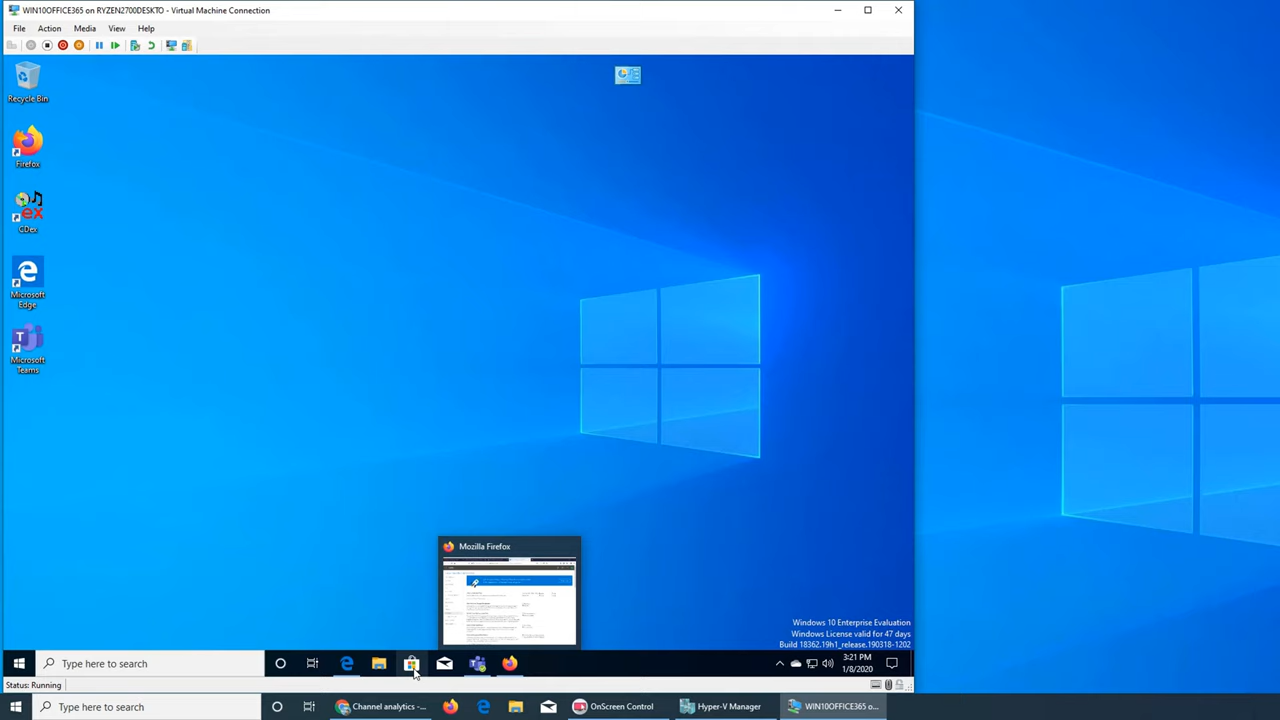 WIN10OFFICE365 on RYZEN2700DESKTO - Virtual Machine Connection
File Action Media View Help
Recycle Bin
Firefox
ex
CDex
Microsoft
Edge
Microsoft
Teams
Mozilla Firefox
Windows 10 Enterprise Evaluation
Windows License valid for 47 days
Build 18362.19h1_release.190318-1202
Type here to search
3:21 PM
1/8/2020
Status: Running
Type here to search
Channel analytics -...
OnScreen Control
Hyper-V Manager
WIN10OFFICE365 o...